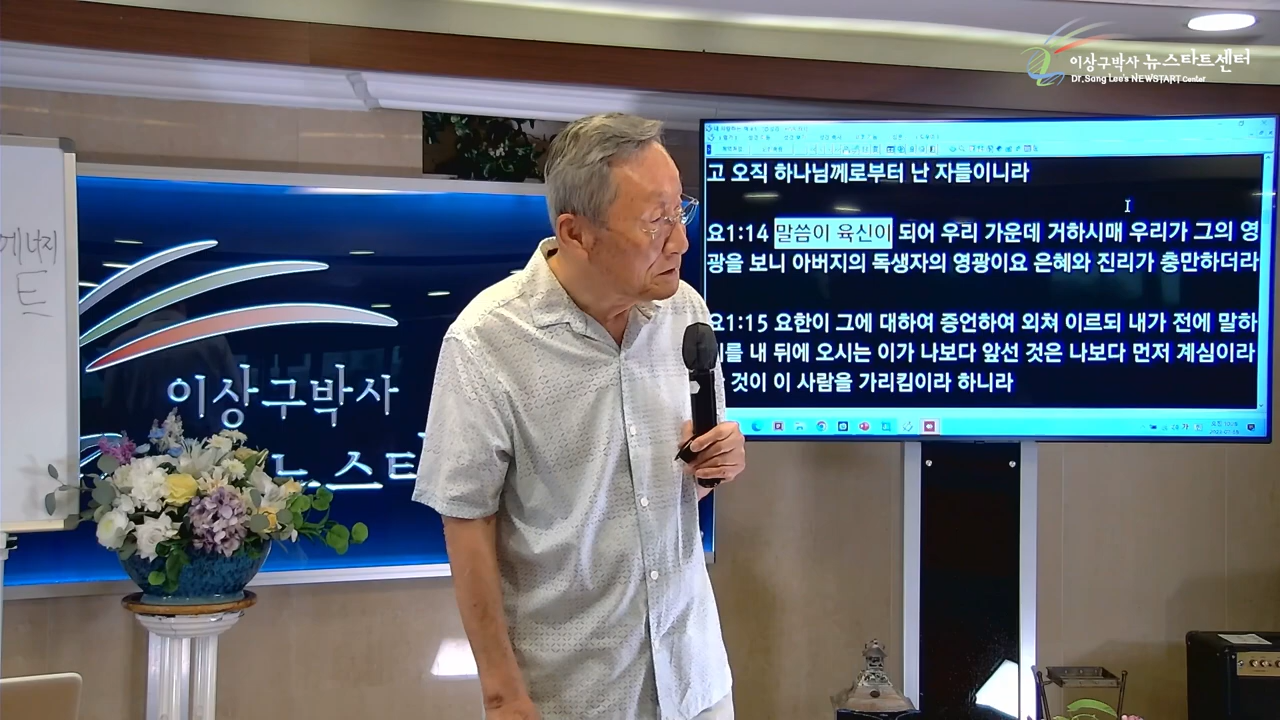 이상구박사 뉴스타트센터
Dr.Sang Lee's NEWSTART Center
에너지
트
이상구박사
뉴스타
고 오직 하나님께로부터 난 자들이니라
요1:14 말씀이 육신이 되어 우리 가운데 거하시매 우리가 그의 영
광을 보니 아버지의 독생자의 영광이요 은혜와 진리가 충만하더라
요1:15 요한이 그에 대하여 증언하여 외쳐 이르되 내가 전에 말하
기를 내 뒤에 오시는 이가 나보다 앞선 것은 나보다 먼저 계심이라
것이 이 사람을 가리킴이라 하니라